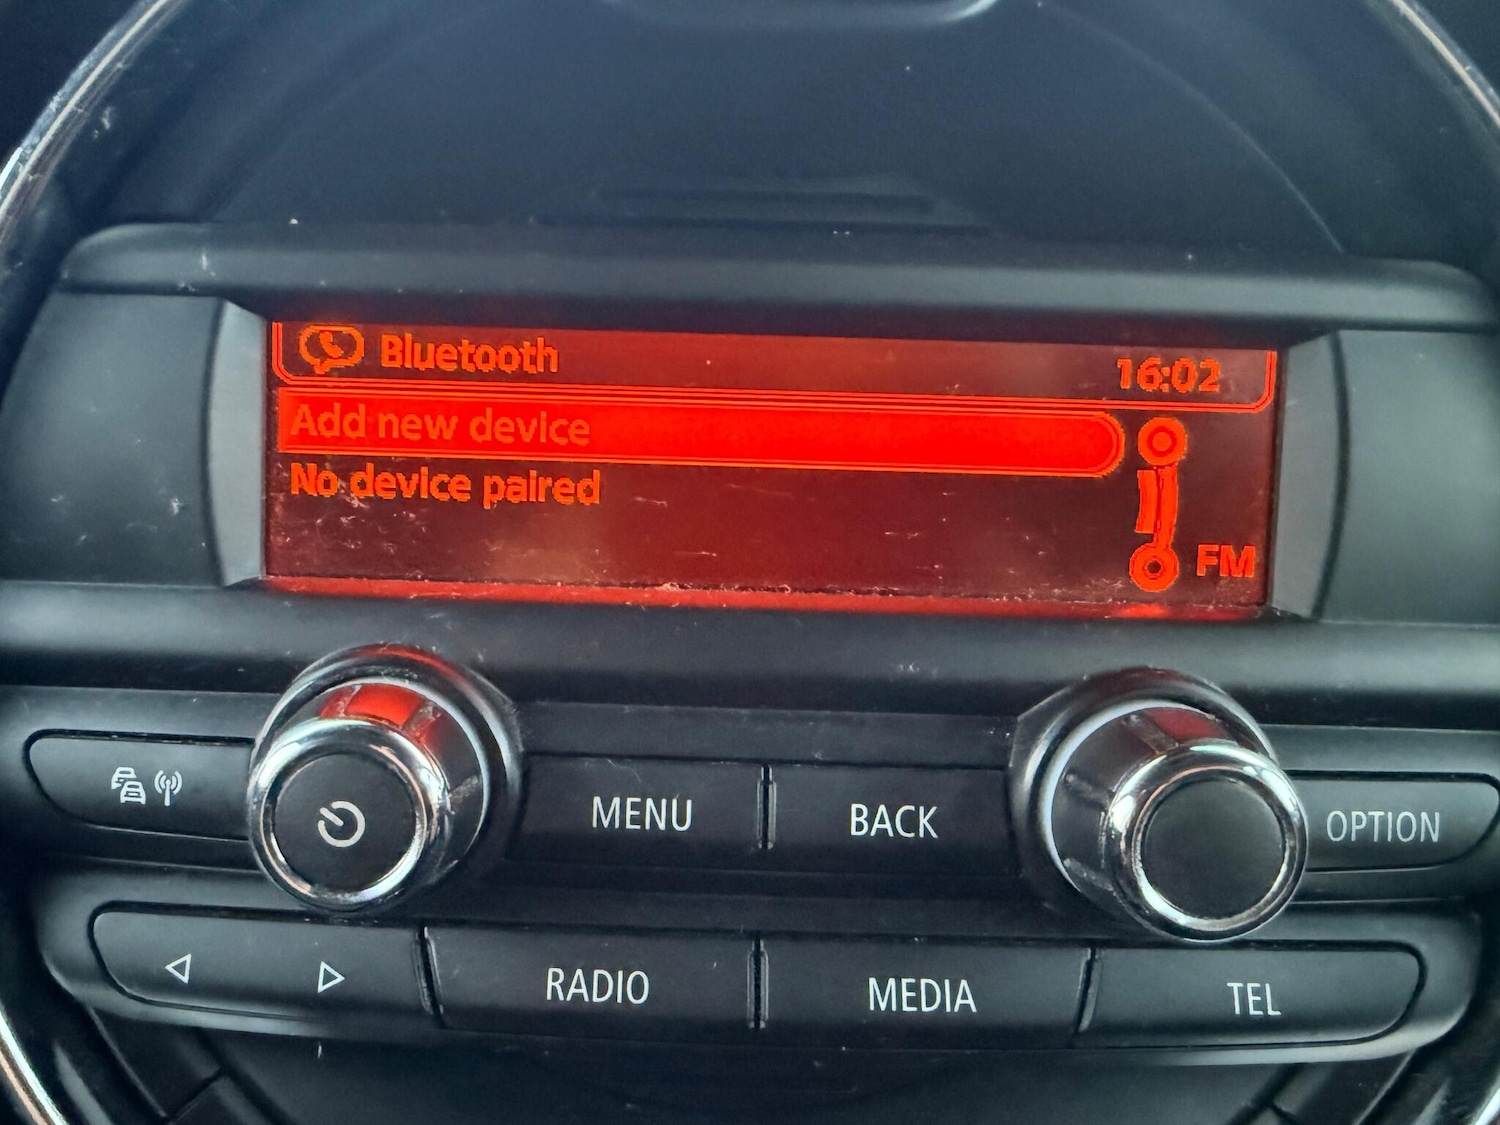 Bluetooth 16:02
Add new device
No device paired
FM
MENU BACK OPTION
RADIO MEDIA TEL